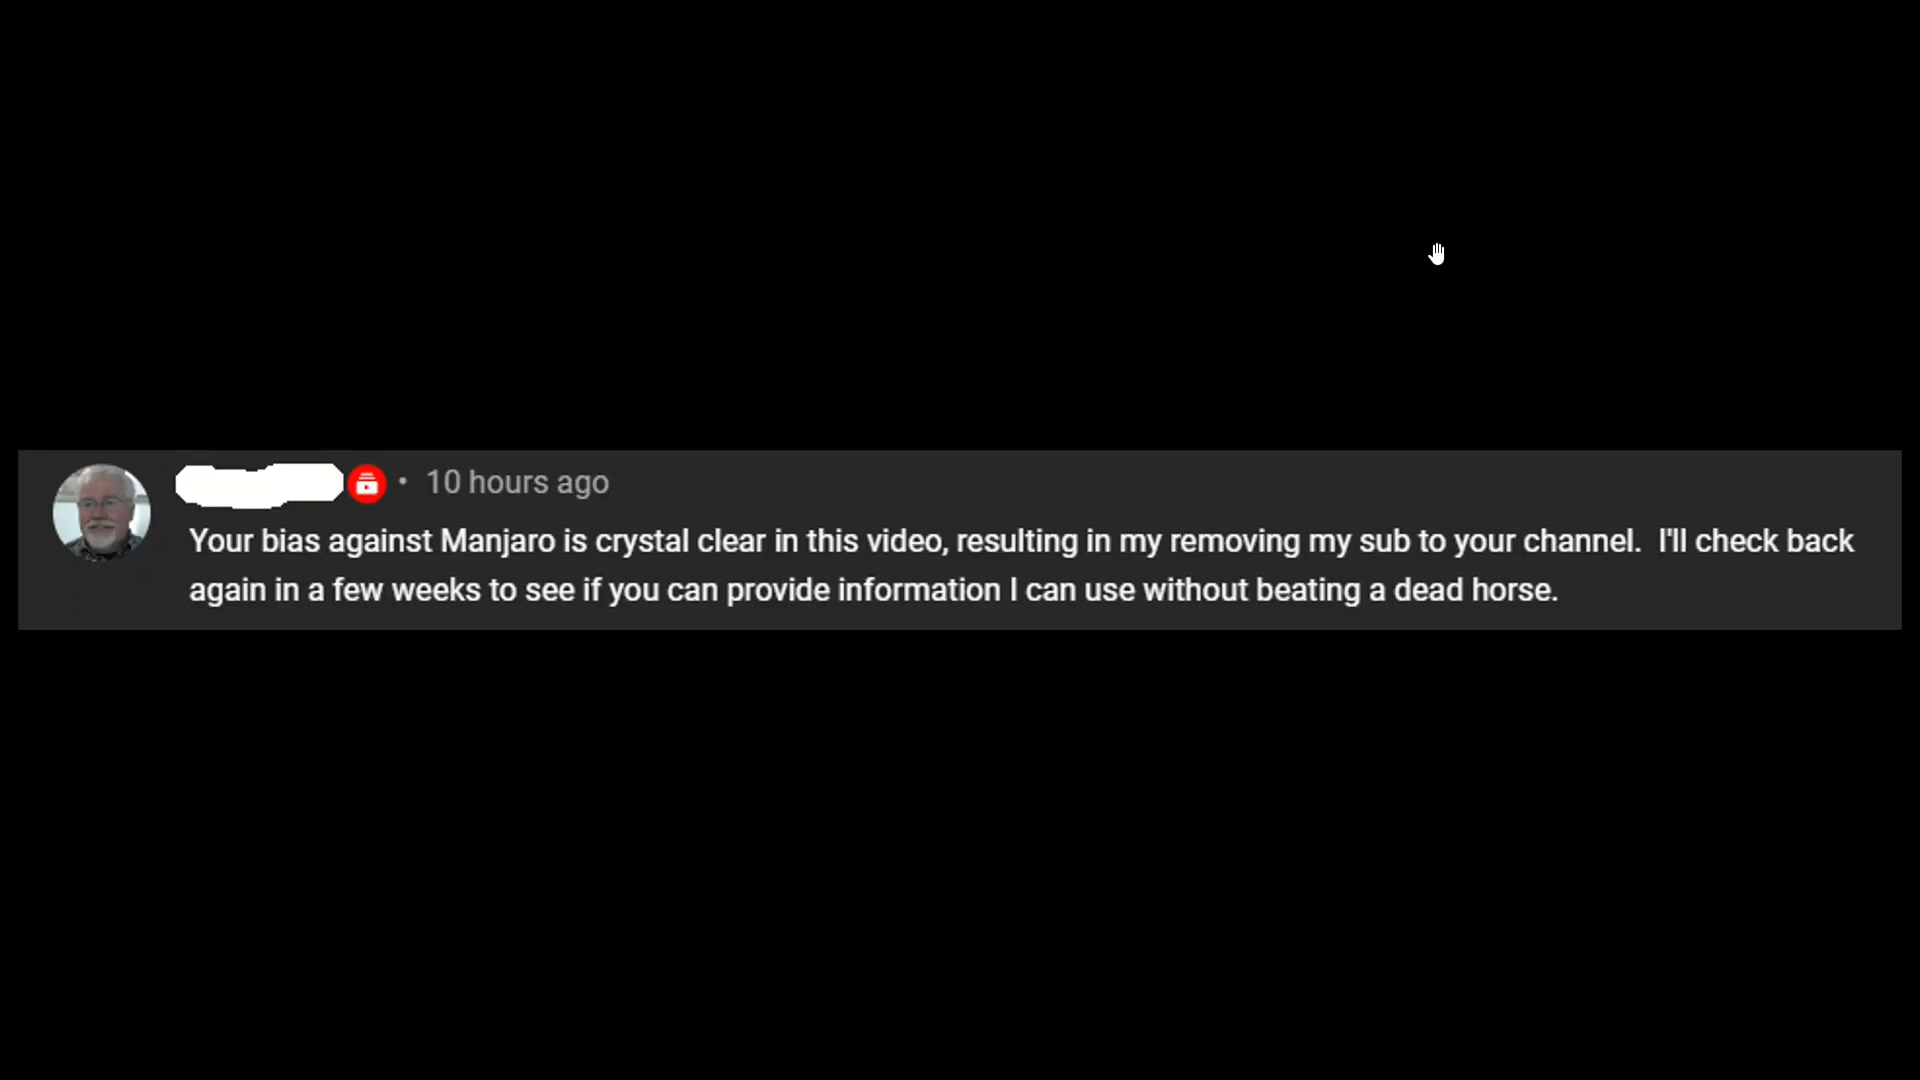 • 10 hours ago
Your bias against Manjaro is crystal clear in this video, resulting in my removing my sub to your channel.  I'll check back
again in a few weeks to see if you can provide information I can use without beating a dead horse.